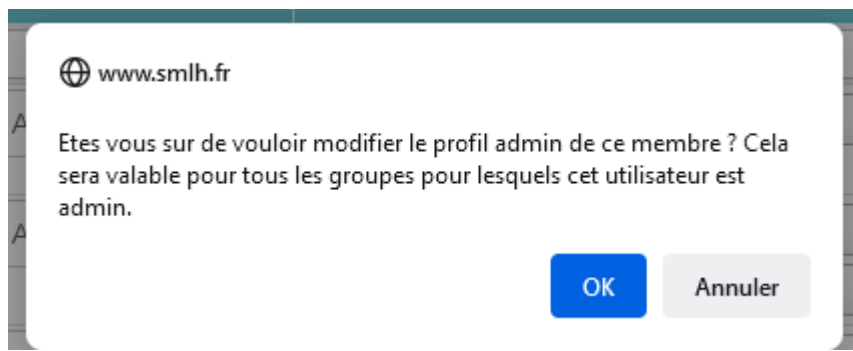 www.smlh.fr
Etes vous sur de vouloir modifier le profil admin de ce membre ? Cela
sera valable pour tous les groupes pour lesquels cet utilisateur est
admin.
OK Annuler
A
A